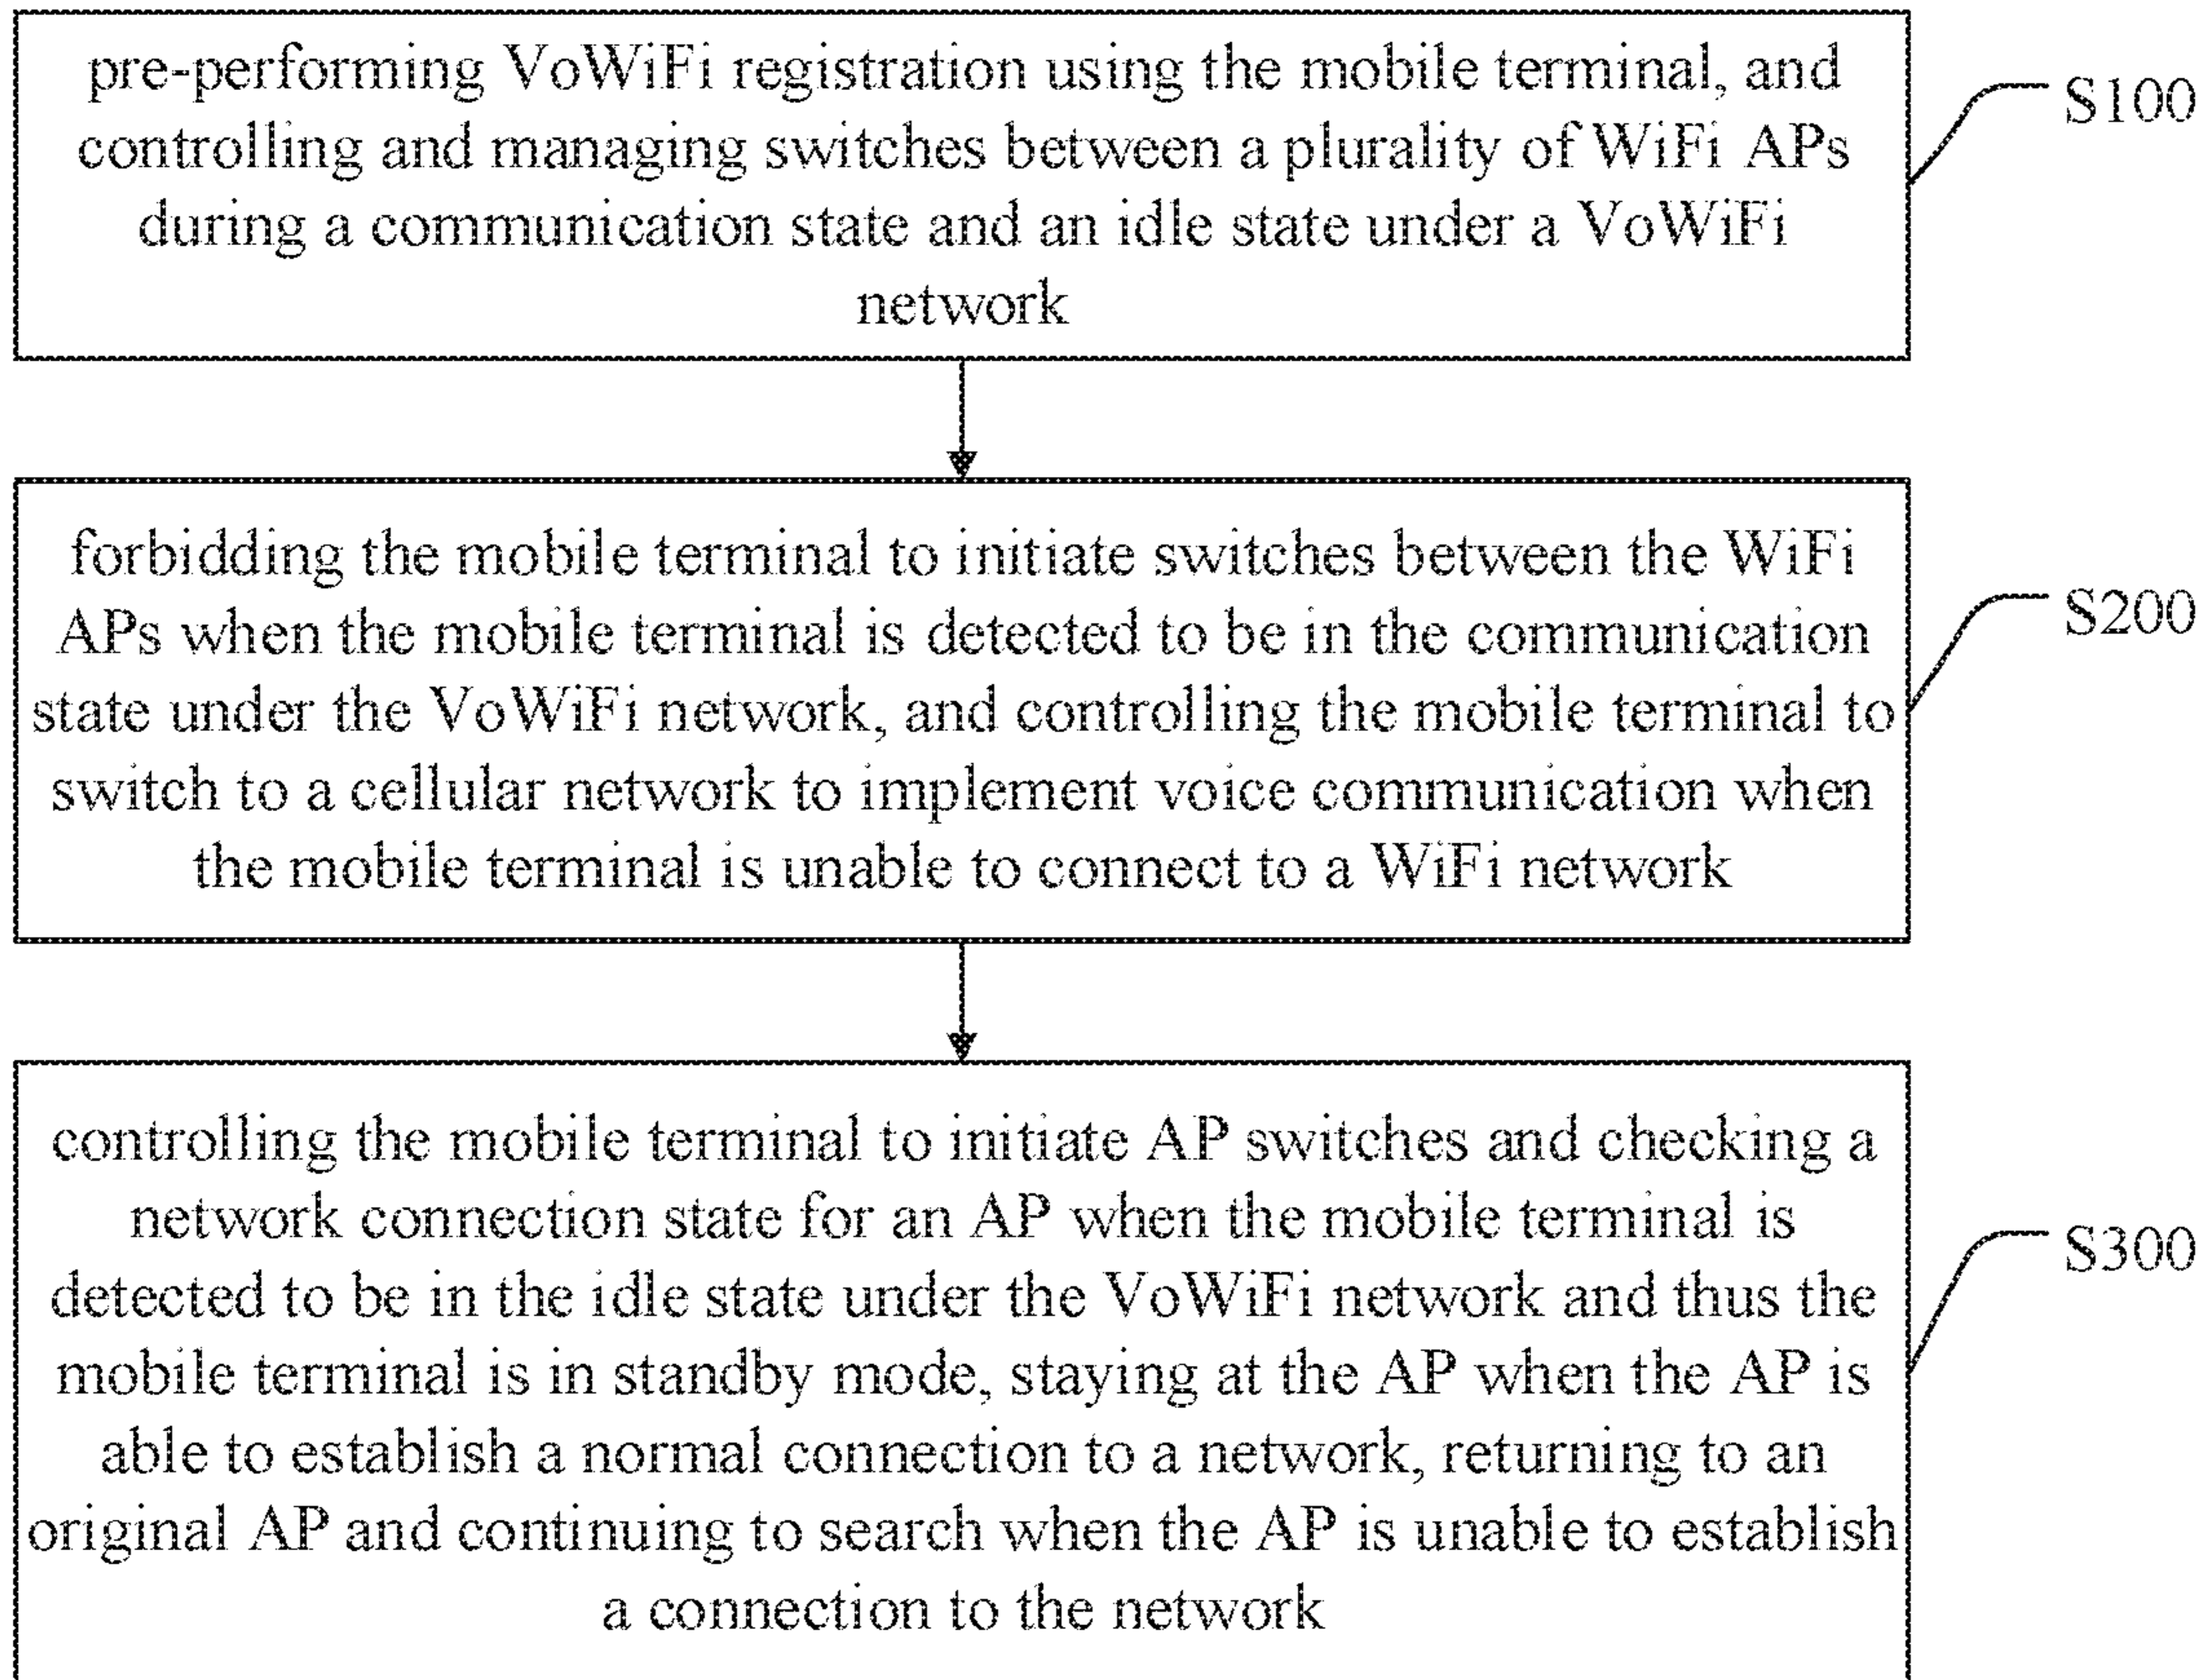 pre-performing VoWiFi registration using the mobile terminal, and
controlling and managing switches between a plurality of WiFi APs
during a communication state and an idle state under a VoWiFi
network
S100
forbidding the mobile terminal to initiate switches between the WiFi
APs when the mobile terminal is detected to be in the communication
state under the VoWiFi network, and controlling the mobile terminal to
switch to a cellular network to implement voice communication when
the mobile terminal is unable to connect to a WiFi network
S200
controlling the mobile terminal to initiate AP switches and checking a
network connection state for an AP when the mobile terminal is
detected to be in the idle state under the VoWiFi network and thus the
mobile terminal is in standby mode, staying at the AP when the AP is
able to establish a normal connection to a network, returning to an
original AP and continuing to search when the AP is unable to establish
a connection to the network
S300